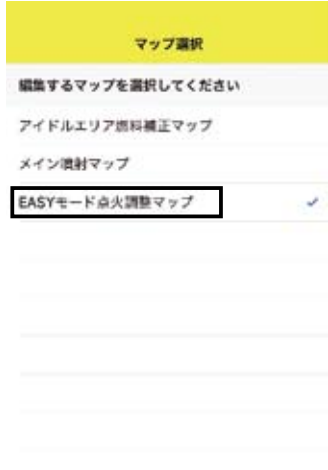 マップ選択
編集するマップを選択してください
アイドルエリア燃料補正マップ
メイン噴射マップ
EASYモード点火調整マップ